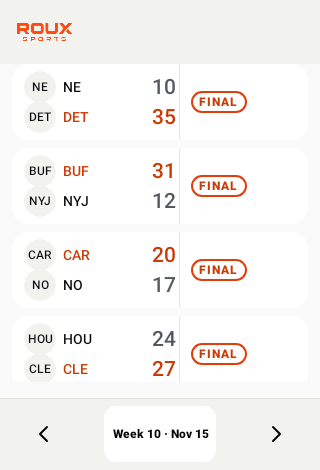 ROUX
SPORTS
NE NE 10
DET DET 35
FINAL
BUF BUF 31
NYJ NYJ 12
FINAL
CAR CAR 20
NO NO 17
FINAL
HOU HOU 24
CLE CLE 27
FINAL
Week 10 · Nov 15